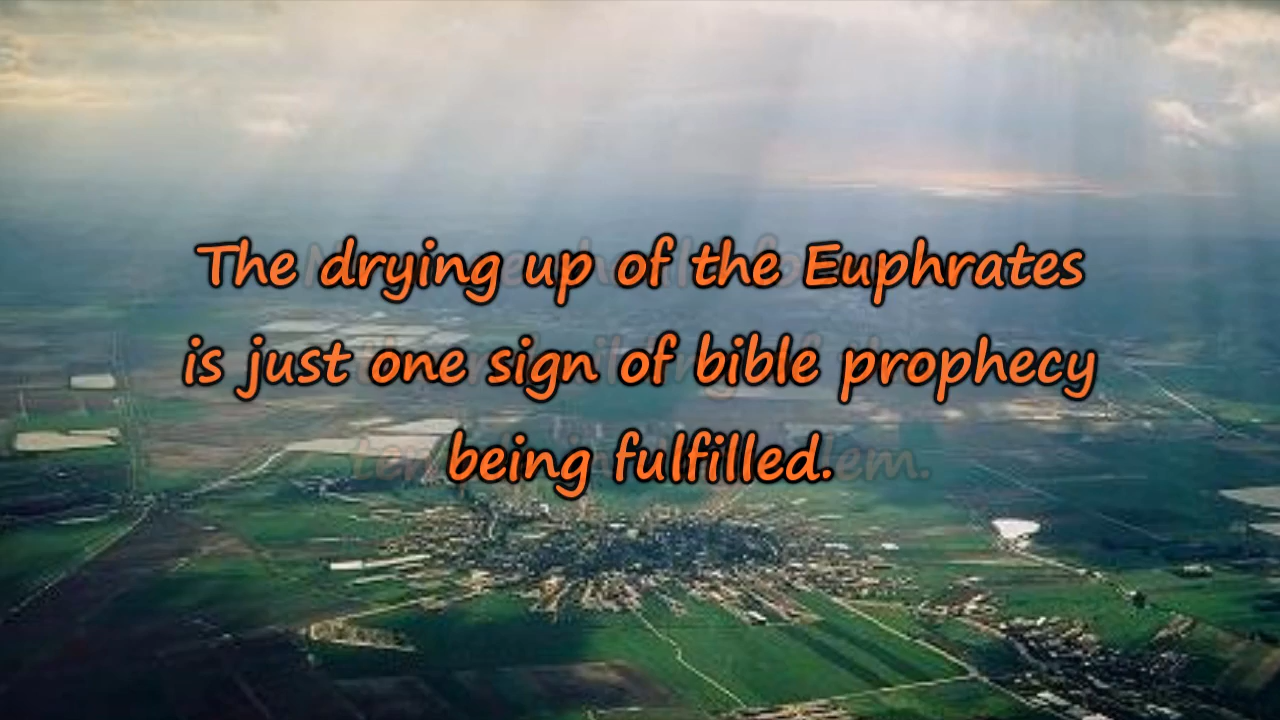 The drying up of the Euphrates
is just one sign of bible prophecy
being fulfilled.